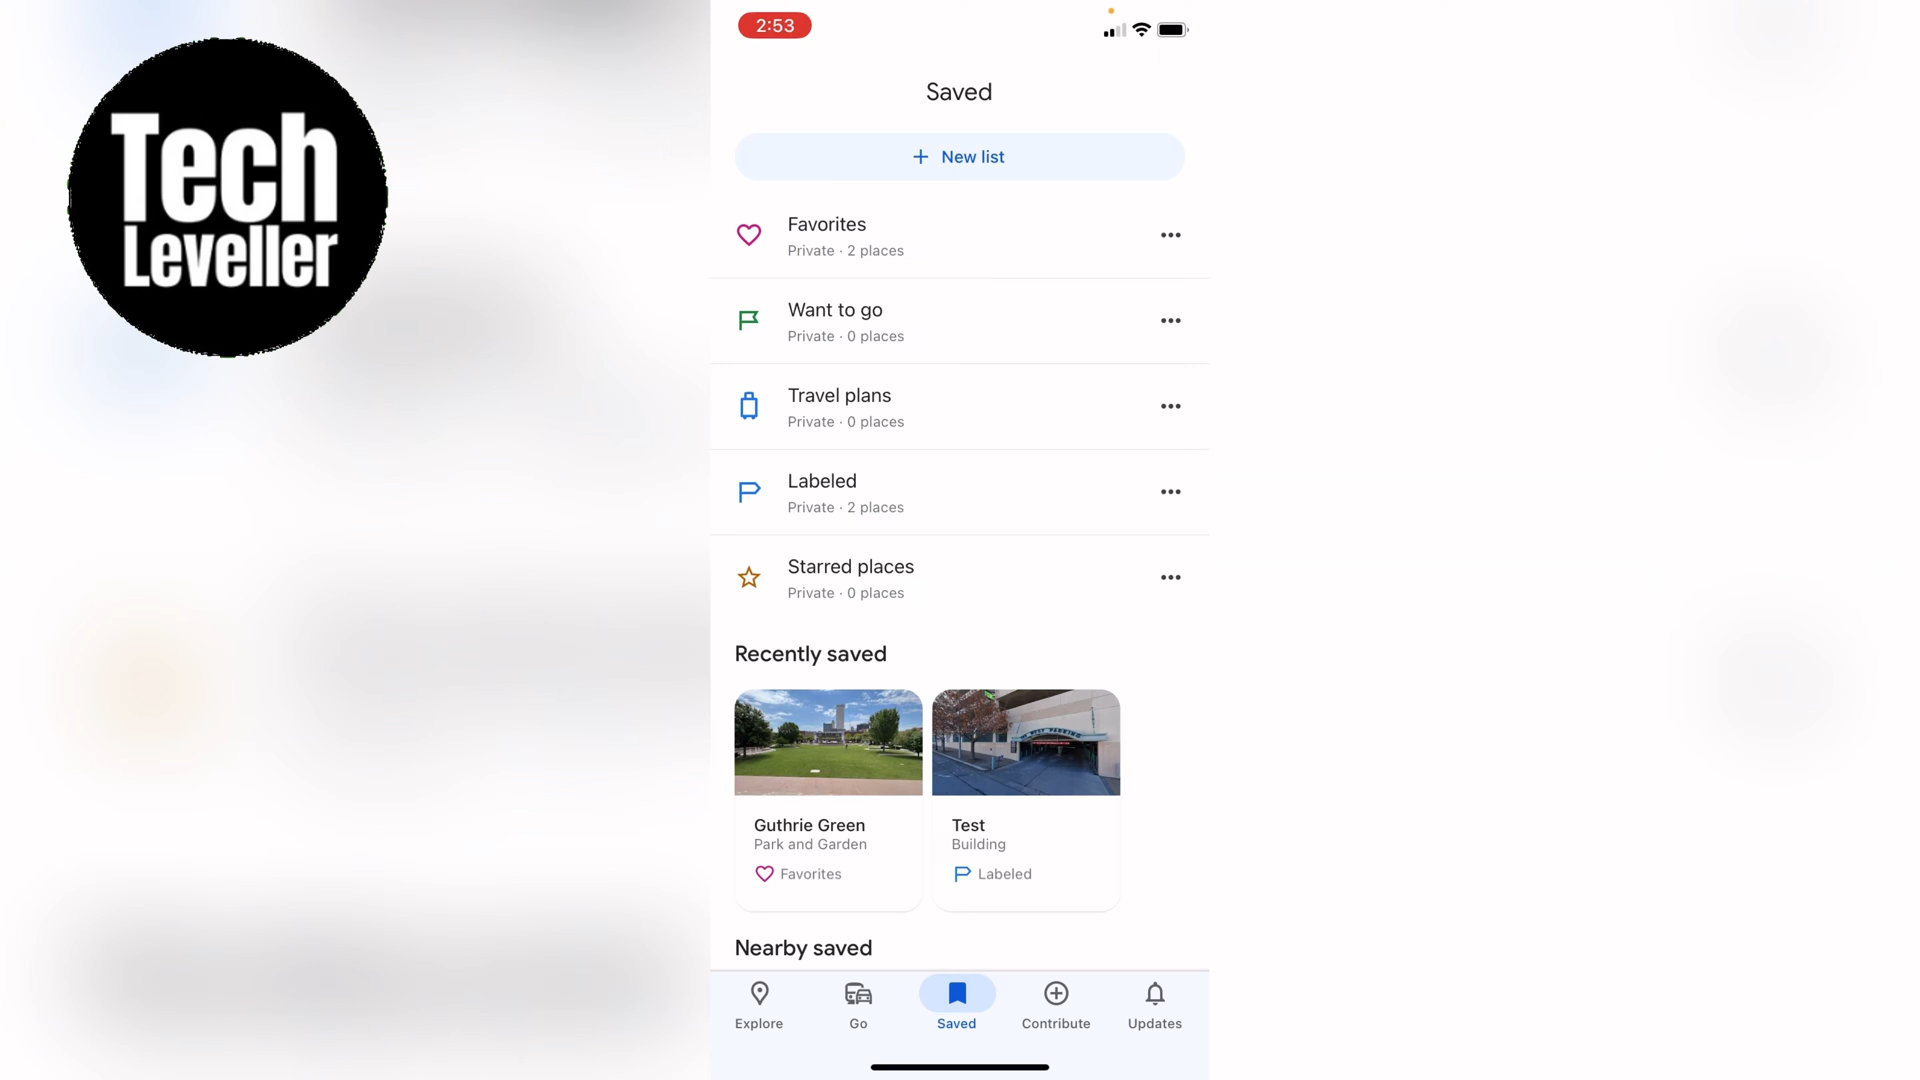 Tech
Leveller
2:53
Saved
+ New list
Favorites
Private · 2 places
Want to go
Private · 0 places
Travel plans
Private · 0 places
Labeled
Private · 2 places
Starred places
Private · 0 places
Recently saved
Guthrie Green
Park and Garden
Favorites
Test
Building
Labeled
Nearby saved
Explore
Go
Saved
Contribute
Updates